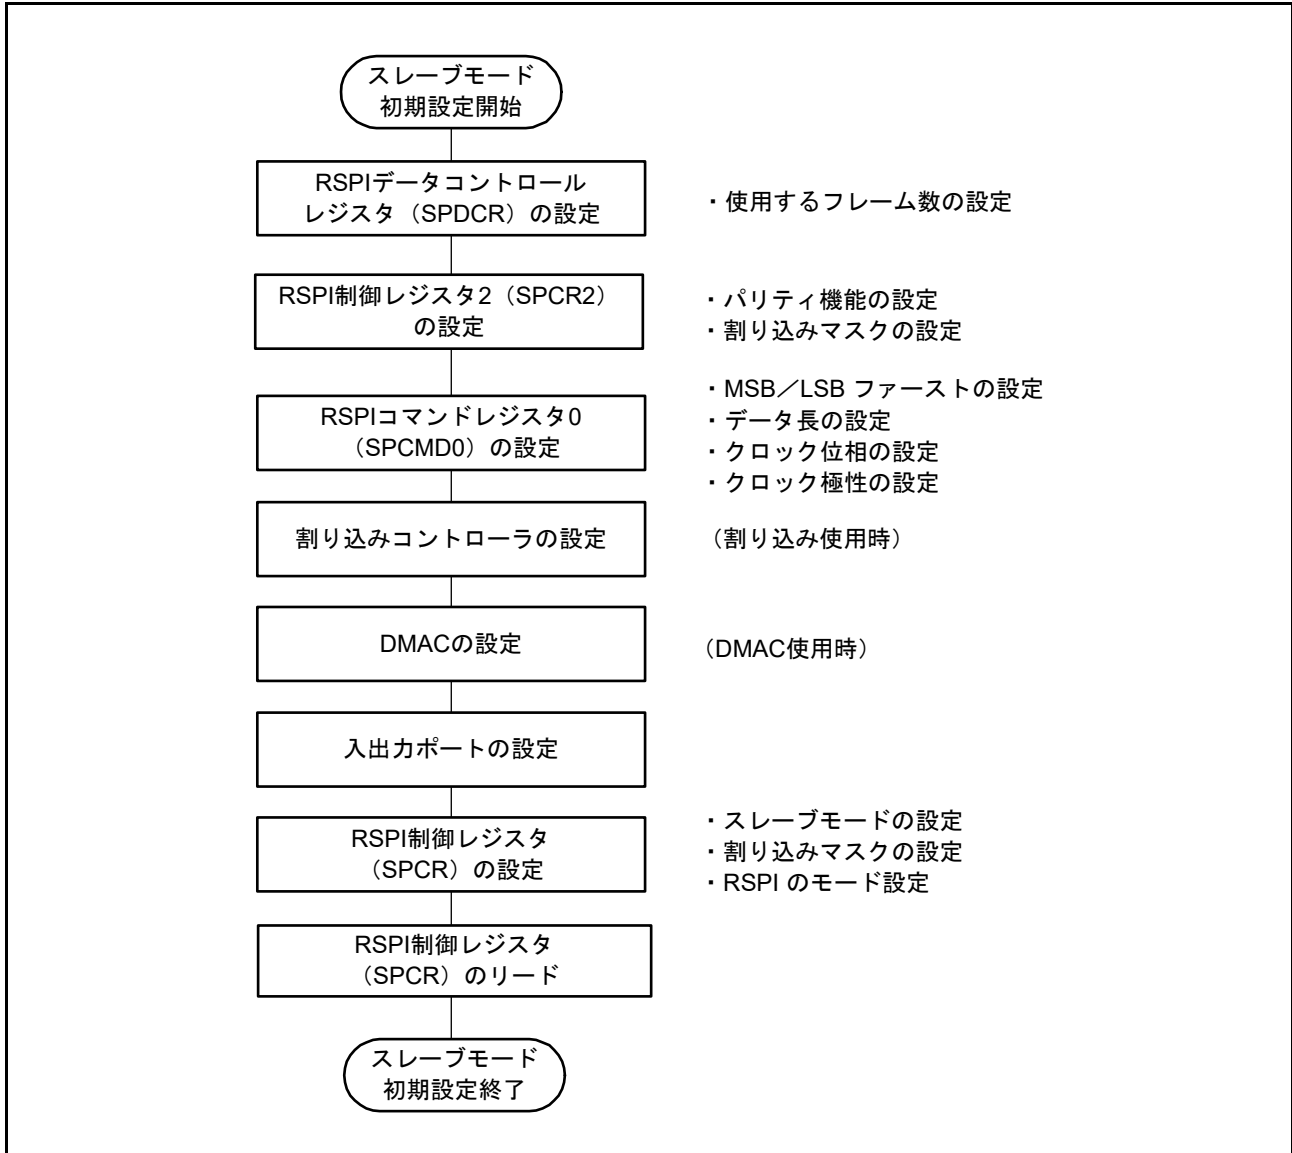 スレーブモード
初期設定開始
RSPIデータコントロール
レジスタ（SPDCR）の設定
・使用するフレーム数の設定
RSPI制御レジスタ2（SPCR2）
の設定
・パリティ機能の設定
・割り込みマスクの設定
RSPIコマンドレジスタ0
（SPCMD0）の設定
・MSB／LSB ファーストの設定
・データ長の設定
・クロック位相の設定
・クロック極性の設定
割り込みコントローラの設定
（割り込み使用時）
DMACの設定
（DMAC使用時）
入出力ポートの設定
RSPI制御レジスタ
（SPCR）の設定
・スレーブモードの設定
・割り込みマスクの設定
・RSPI のモード設定
RSPI制御レジスタ
（SPCR）のリード
スレーブモード
初期設定終了